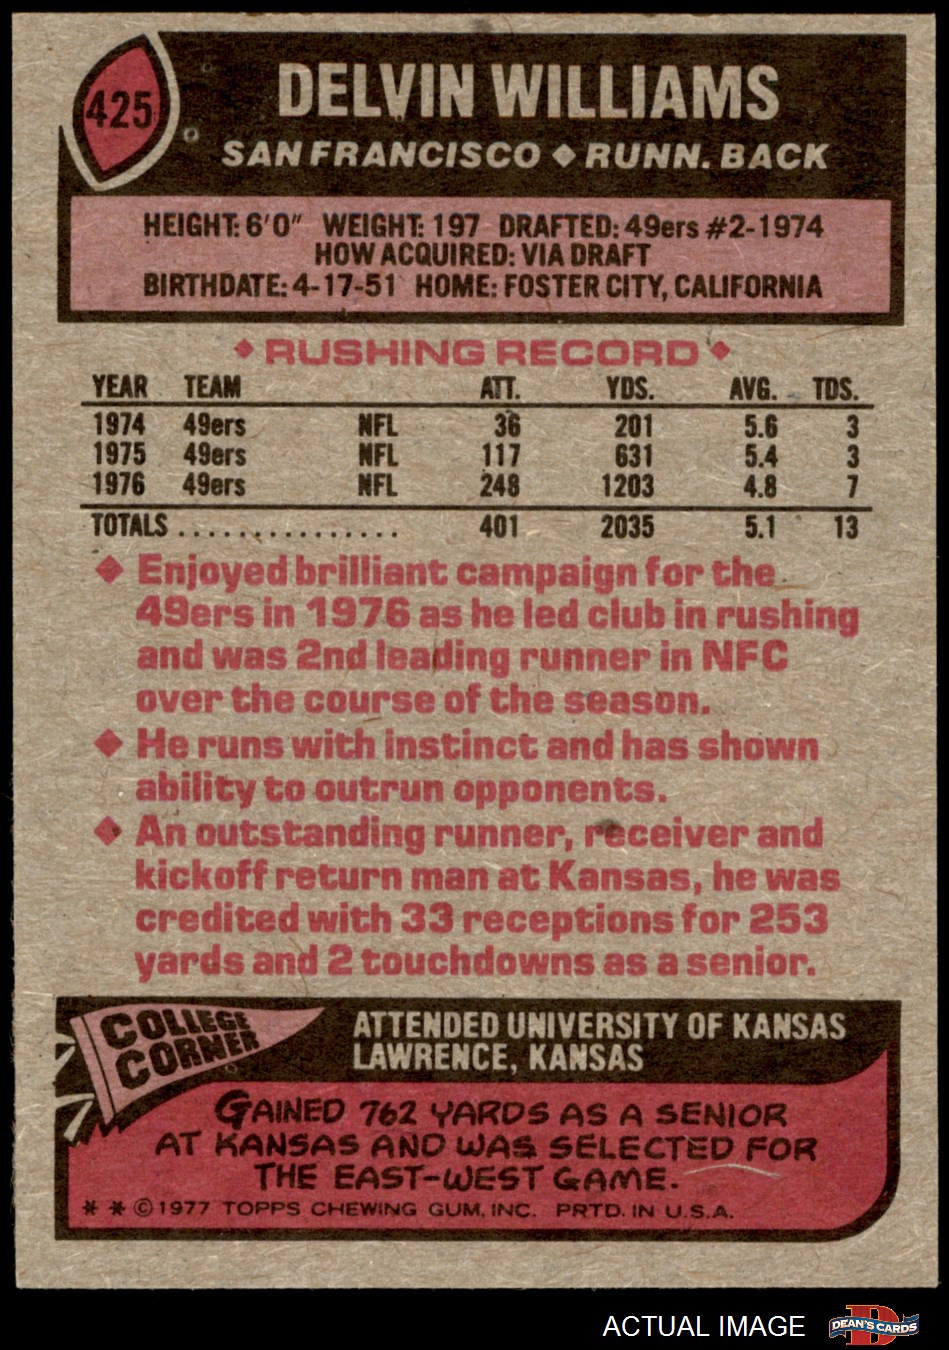 425
DELVIN WILLIAMS
SAN FRANCISCO ◆ RUNN. BACK
HEIGHT: 6'0" WEIGHT: 197 DRAFTED: 49ers #2-1974
HOW ACQUIRED: VIA DRAFT
BIRTHDATE: 4-17-51 HOME: FOSTER CITY, CALIFORNIA
◆ RUSHING RECORD ◆
YEAR TEAM ATT. YDS. AVG. TDS.
1974 49ers NFL 36 201 5.6 3
1975 49ers NFL 117 631 5.4 3
1976 49ers NFL 248 1203 4.8 7
TOTALS . . . . . . . . . . . . . . . 401 2035 5.1 13
◆ Enjoyed brilliant campaign for the
49ers in 1976 as he led club in rushing
and was 2nd leading runner in NFC
over the course of the season.
◆ He runs with instinct and has shown
ability to outrun opponents.
◆ An outstanding runner, receiver and
kickoff return man at Kansas, he was
credited with 33 receptions for 253
yards and 2 touchdowns as a senior.
COLLEGE
CORNER
ATTENDED UNIVERSITY OF KANSAS
LAWRENCE, KANSAS
GAINED 762 YARDS AS A SENIOR
AT KANSAS AND WAS SELECTED FOR
THE EAST-WEST GAME.
* * © 1977 TOPPS CHEWING GUM, INC. PRTD. IN U.S.A.
ACTUAL IMAGE
D
DEAN'S CARDS